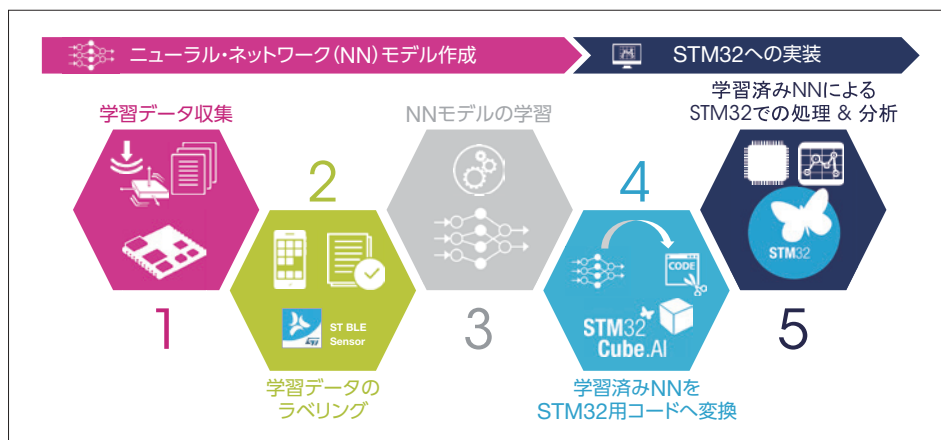 ニューラル・ネットワーク(NN)モデル作成
STM32への実装
学習データ収集
1
2
ST BLE
Sensor
学習データの
ラベリング
NNモデルの学習
3
4
CODE
STM32
Cube.AI
学習済みNNを
STM32用コードへ変換
学習済みNNによる
STM32での処理 & 分析
STM32
5